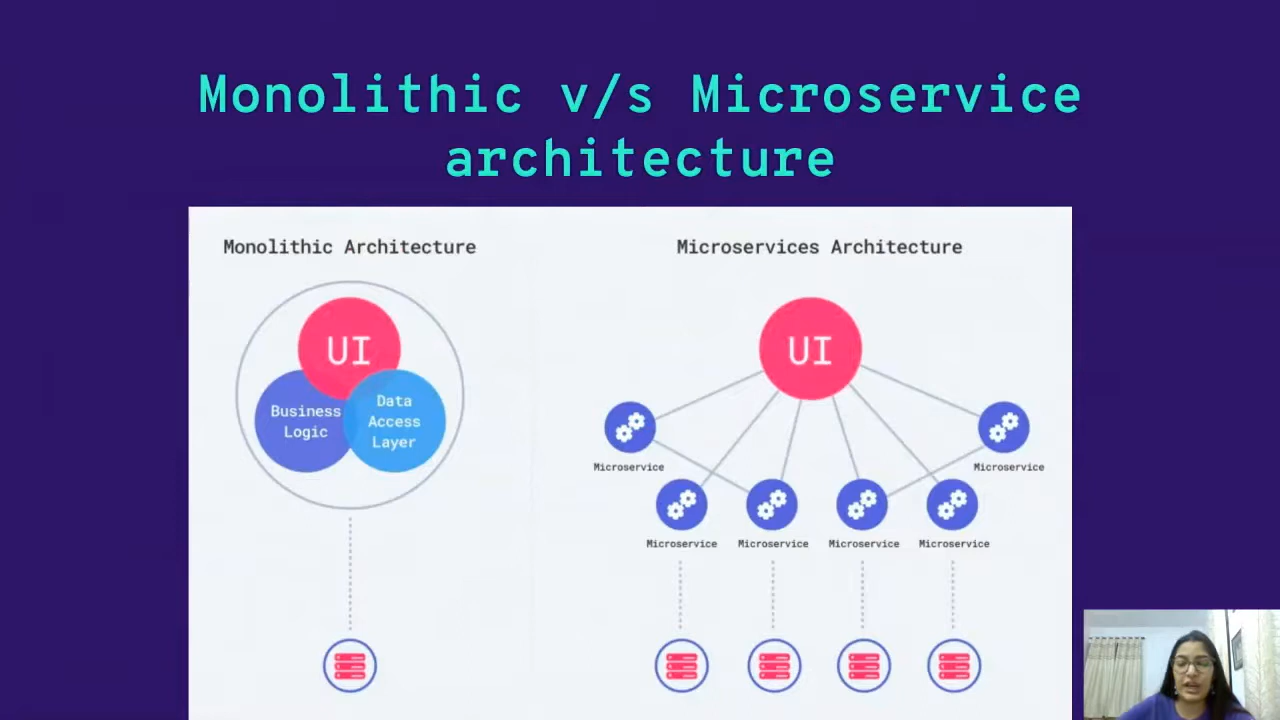 Monolithic v/s Microservice
architecture
Monolithic Architecture
UI
Business
Logic
Data
Access
Layer
Microservices Architecture
UI
Microservice
Microservice
Microservice
Microservice
Microservice
Microservice